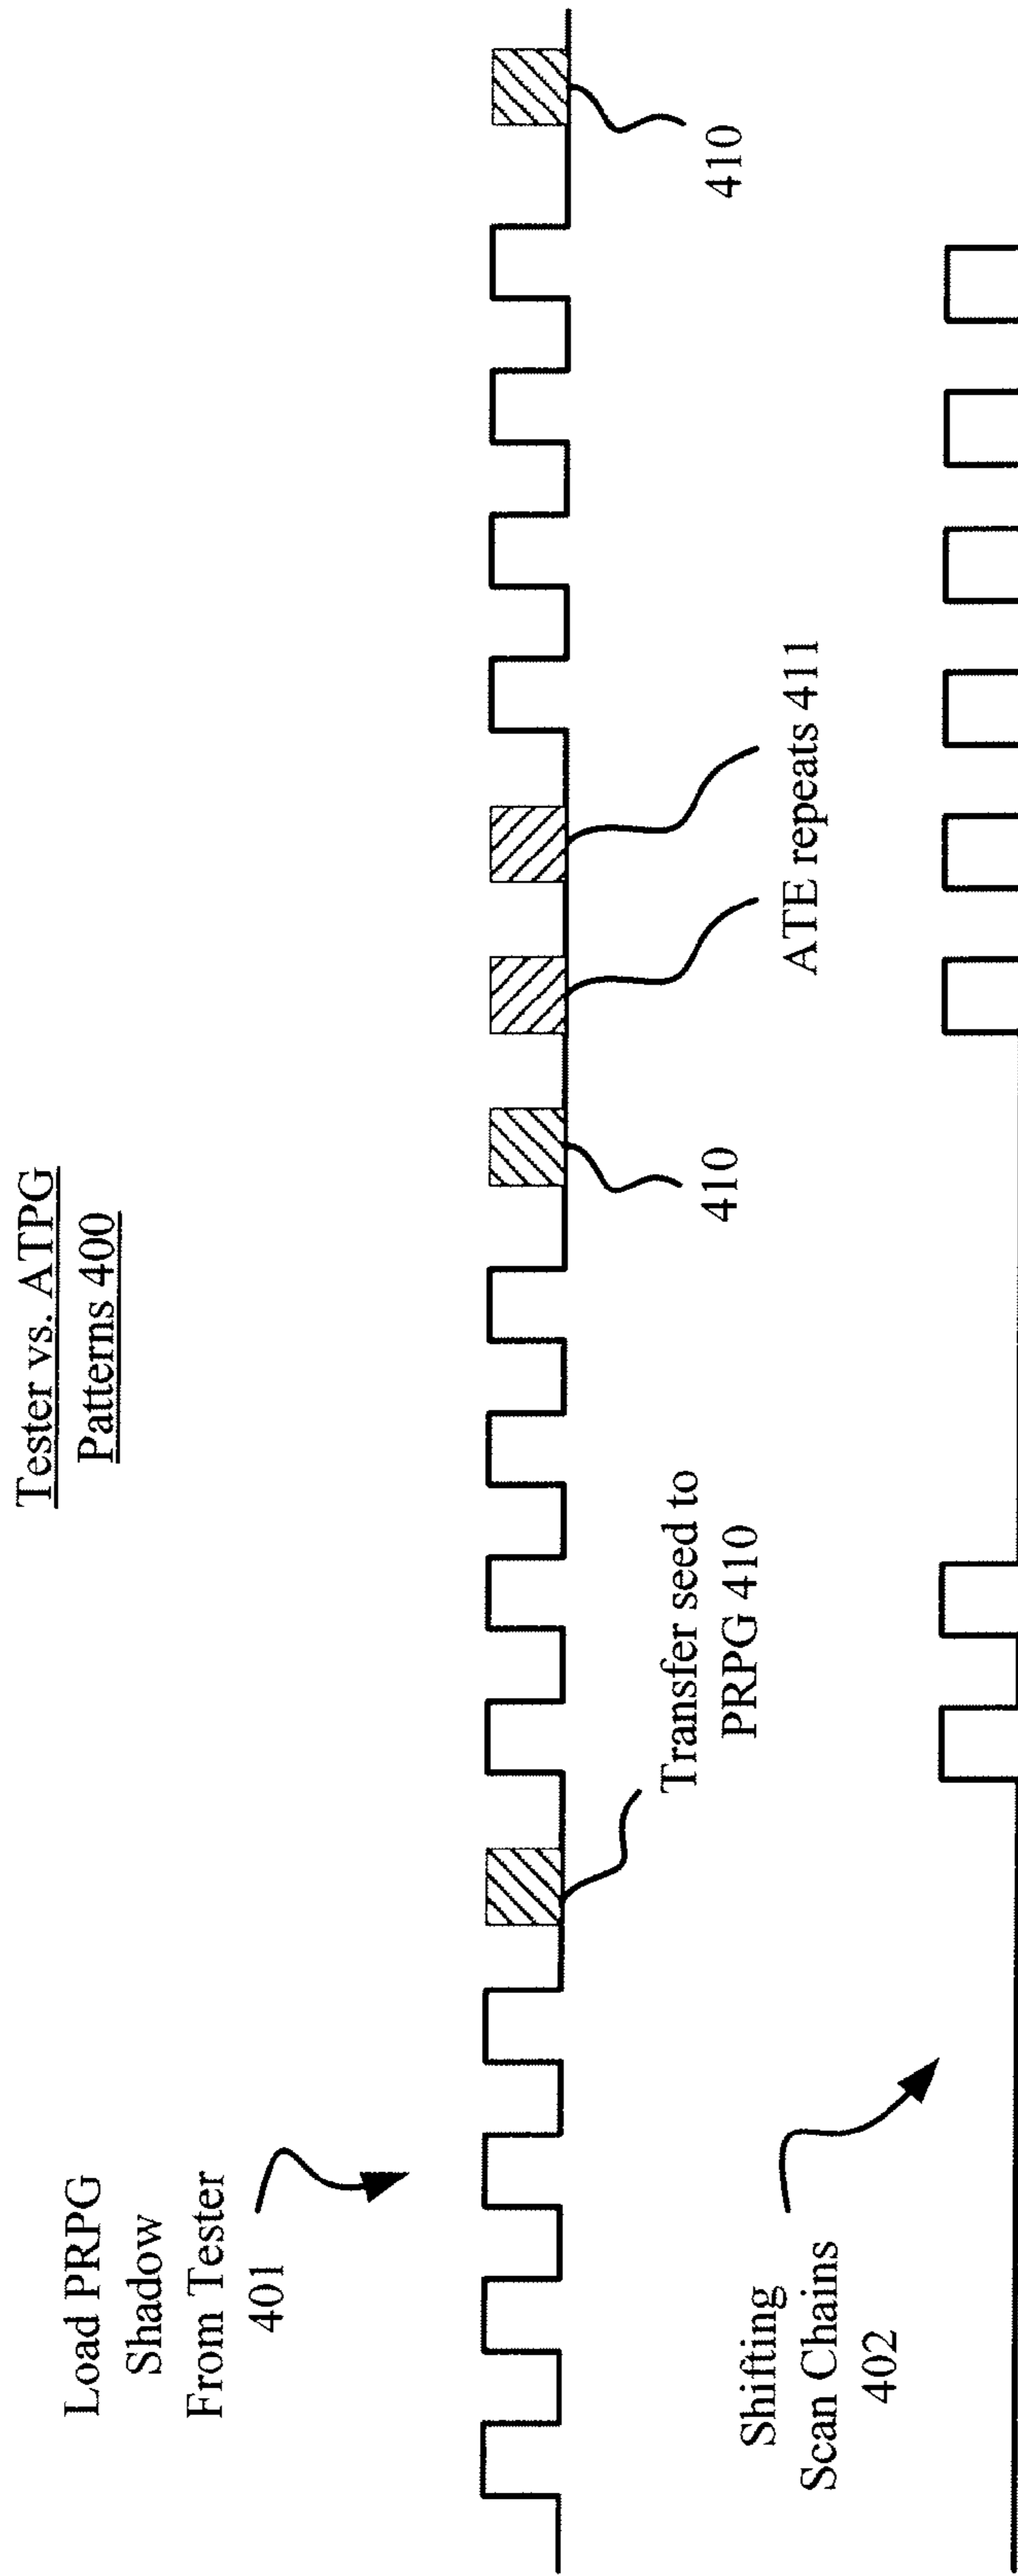 Tester vs. ATPG
Patterns 400
Load PRPG
Shadow
From Tester
401
Transfer seed to
PRPG 410
410
ATE repeats 411
410
Shifting
Scan Chains
402